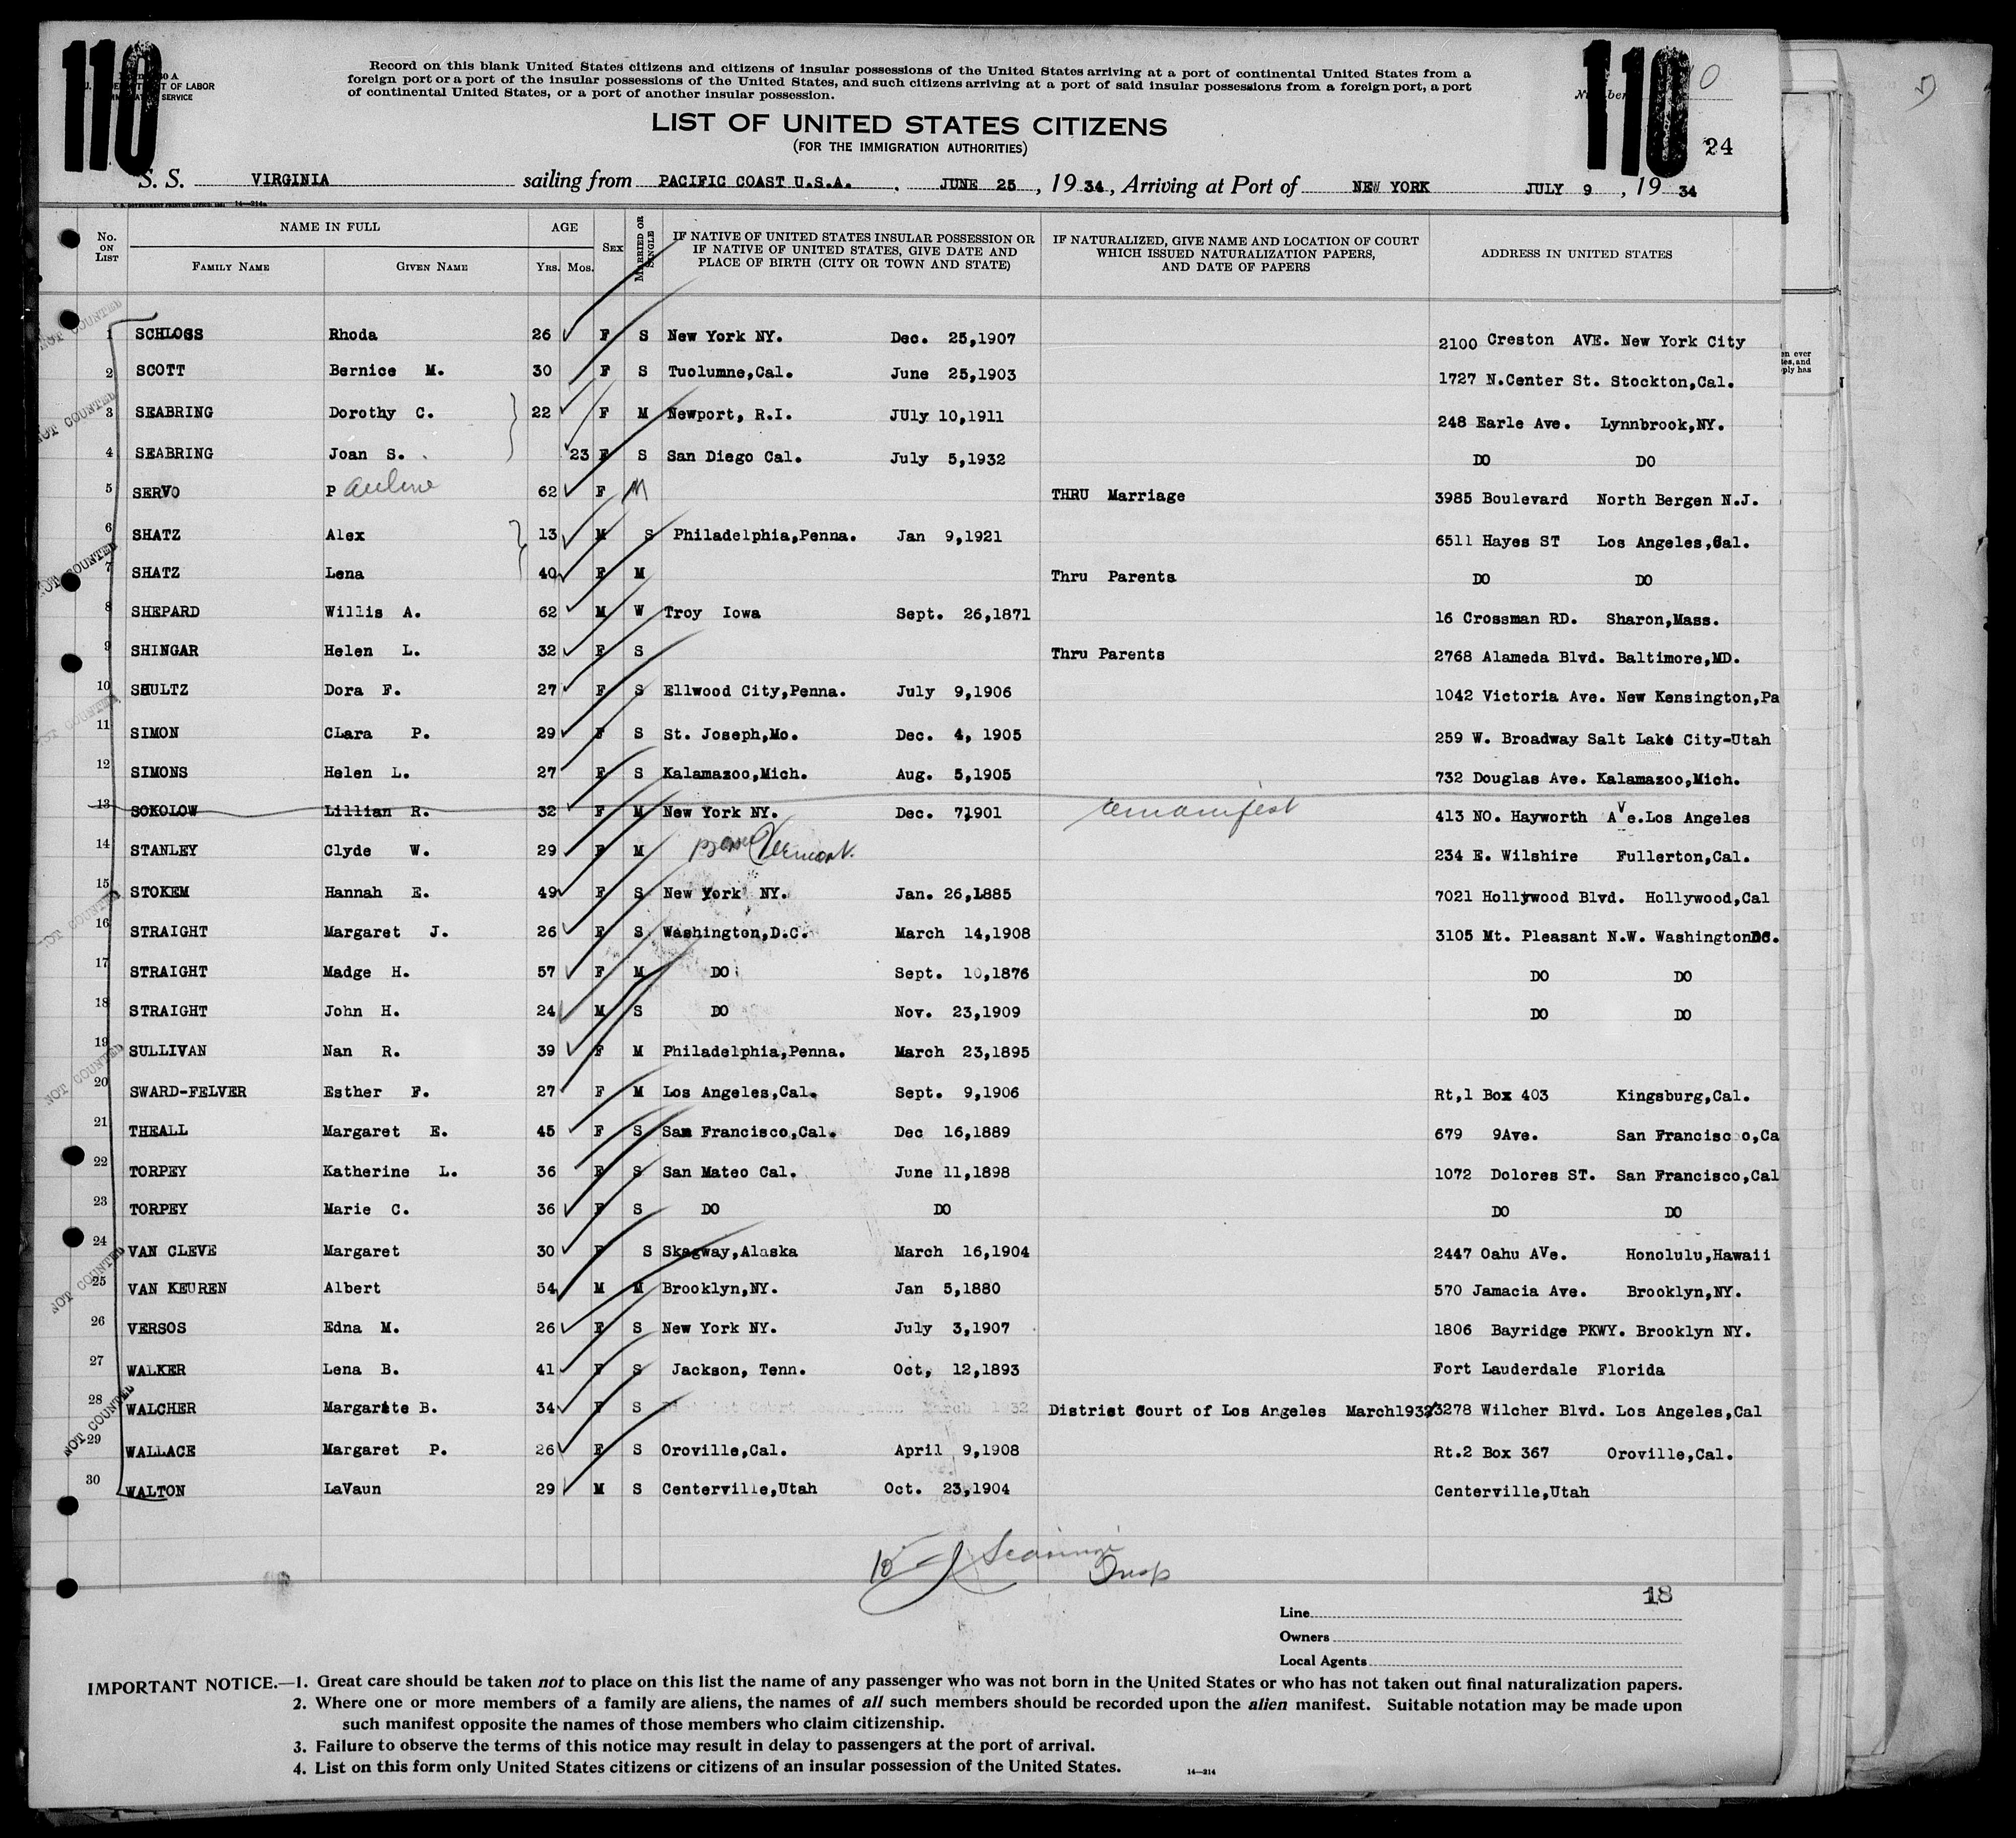 110
110
24
U.S. DEPARTMENT OF LABOR
IMMIGRATION SERVICE
Record on this blank United States citizens and citizens of insular possessions of the United States arriving at a port of continental United States from a
foreign port or a port of the insular possessions of the United States, and such citizens arriving at a port of said insular possessions from a foreign port, a port
of continental United States, or a port of another insular possession.
LIST OF UNITED STATES CITIZENS
(FOR THE IMMIGRATION AUTHORITIES)
S. S. VIRGINIA sailing from PACIFIC COAST U.S.A. , JUNE 25 , 19 34, Arriving at Port of NEW YORK JULY 9 , 19 34
No. ON LIST NAME IN FULL FAMILY NAME GIVEN NAME AGE YRS. MOS. SEX MARRIED OR SINGLE IF NATIVE OF UNITED STATES INSULAR POSSESSION OR IF NATIVE OF UNITED STATES, GIVE DATE AND PLACE OF BIRTH (CITY OR TOWN AND STATE) IF NATURALIZED, GIVE NAME AND LOCATION OF COURT WHICH ISSUED NATURALIZATION PAPERS, AND DATE OF PAPERS ADDRESS IN UNITED STATES
1 SCHLOSS Rhoda 26 F S New York NY. Dec. 25,1907 2100 Creston AVE. New York City
2 SCOTT Bernice M. 30 F S Tuolumne,Cal. June 25,1903 1727 N.Center St. Stockton,Cal.
3 SEABRING Dorothy C. 22 F M Newport, R.I. JUly 10,1911 248 Earle Ave. Lynnbrook,NY.
4 SEABRING Joan S. 23 F S San Diego Cal. July 5,1932 DO DO
5 SERVO Pauline 62 F M THRU Marriage 3985 Boulevard North Bergen N.J.
6 SHATZ Alex 13 M S Philadelphia,Penna. Jan 9,1921 6511 Hayes ST Los Angeles,Cal.
7 SHATZ Lena 40 F M Thru Parents DO DO
8 SHEPARD Willis A. 62 M W Troy Iowa Sept. 26,1871 16 Crossman RD. Sharon,Mass.
9 SHINGAR Helen L. 32 F S Thru Parents 2768 Alameda Blvd. Baltimore,MD.
10 SHULTZ Dora F. 27 F S Ellwood City,Penna. July 9,1906 1042 Victoria Ave. New Kensington,Pa
11 SIMON CLara P. 29 F S St. Joseph,Mo. Dec. 4, 1905 259 W. Broadway Salt Lake City-Utah
12 SIMONS Helen L. 27 F S Kalamazoo,Mich. Aug. 5,1905 732 Douglas Ave. Kalamazoo,Mich.
13 SOKOLOW Lillian R. 32 F M New York NY. Dec. 7,1901 remanifest 413 NO. Hayworth AVe.Los Angeles
14 STANLEY Clyde W. 29 F M Vermont. 234 E. Wilshire Fullerton,Cal.
15 STOKEM Hannah E. 49 F S New York NY. Jan. 26,1885 7021 Hollywood Blvd. Hollywood,Cal
16 STRAIGHT Margaret J. 26 F S Washington,D.C. March 14,1908 3105 Mt. Pleasant N.W. WashingtonDC.
17 STRAIGHT Madge H. 57 F M DO Sept. 10,1876 DO DO
18 STRAIGHT John H. 24 M S DO Nov. 23,1909 DO DO
19 SULLIVAN Nan R. 39 F M Philadelphia,Penna. March 23,1895
20 SWARD-FELVER Esther F. 27 F M Los Angeles,Cal. Sept. 9,1906 Rt,1 Box 403 Kingsburg,Cal.
21 THEALL Margaret E. 45 F S San Francisco,Cal. Dec 16,1889 679 9Ave. San Francisco,Ca
22 TORPEY Katherine L. 36 F S San Mateo Cal. June 11,1898 1072 Dolores ST. San Francisco,Cal
23 TORPEY Marie C. 36 F S DO DO DO DO
24 VAN CLEVE Margaret 30 F S Skagway,Alaska March 16,1904 2447 Oahu AVe. Honolulu,Hawaii
25 VAN KEUREN Albert 54 M M Brooklyn,NY. Jan 5,1880 570 Jamacia Ave. Brooklyn,NY.
26 VERSOS Edna M. 26 F S New York NY. July 3,1907 1806 Bayridge PKWY. Brooklyn NY.
27 WALKER Lena B. 41 F S Jackson, Tenn. Oct, 12,1893 Fort Lauderdale Florida
28 WALCHER Margarite B. 34 F S District Court of Los Angeles March1932 3278 Wilcher Blvd. Los Angeles,Cal
29 WALLACE Margaret P. 26 F S Oroville,Cal. April 9,1908 Rt.2 Box 367 Oroville,Cal.
30 WALTON LaVaun 29 M S Centerville,Utah Oct. 23,1904 Centerville,Utah
NOT COUNTED
NOT COUNTED
NOT COUNTED
NOT COUNTED
NOT COUNTED
NOT COUNTED
NOT COUNTED
NOT COUNTED
Insp
18
Line
Owners
Local Agents
IMPORTANT NOTICE.—1. Great care should be taken not to place on this list the name of any passenger who was not born in the United States or who has not taken out final naturalization papers.
2. Where one or more members of a family are aliens, the names of all such members should be recorded upon the alien manifest. Suitable notation may be made upon
such manifest opposite the names of those members who claim citizenship.
3. Failure to observe the terms of this notice may result in delay to passengers at the port of arrival.
4. List on this form only United States citizens or citizens of an insular possession of the United States.
14—214